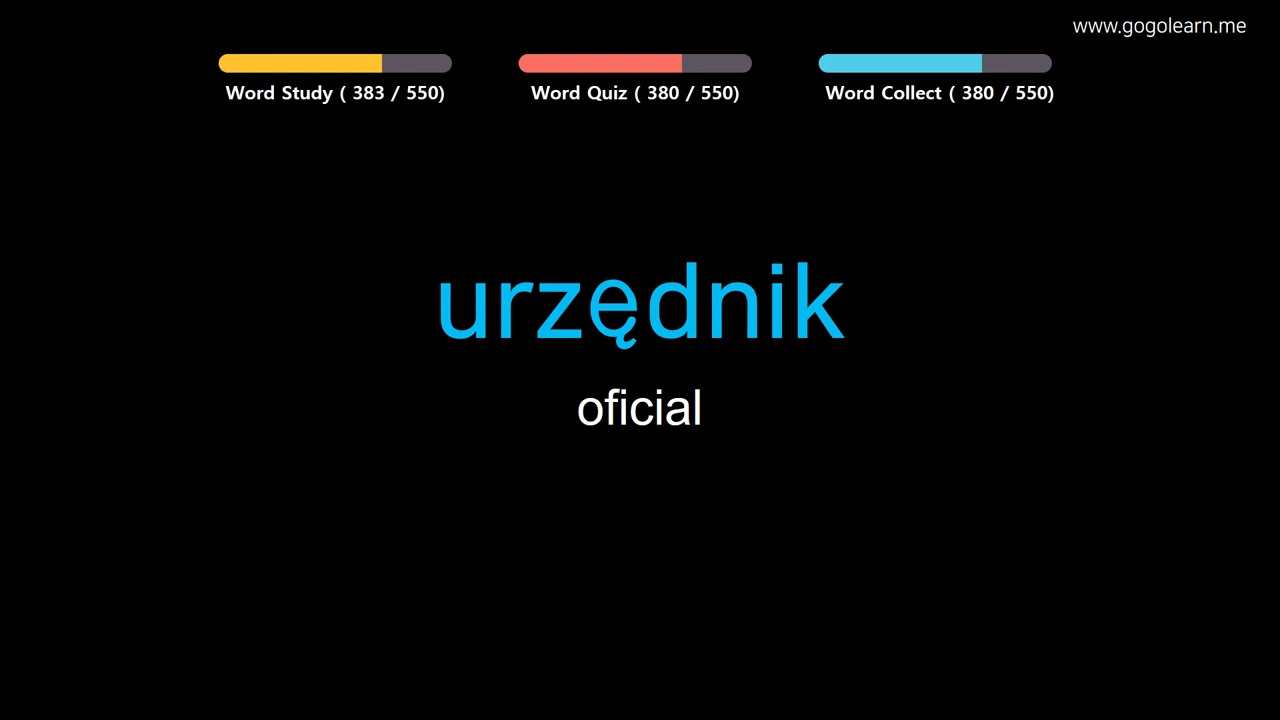 www.gogolearn.me
Word Study ( 383 / 550)
Word Quiz ( 380 / 550)
Word Collect ( 380 / 550)
urzędnik
oficial